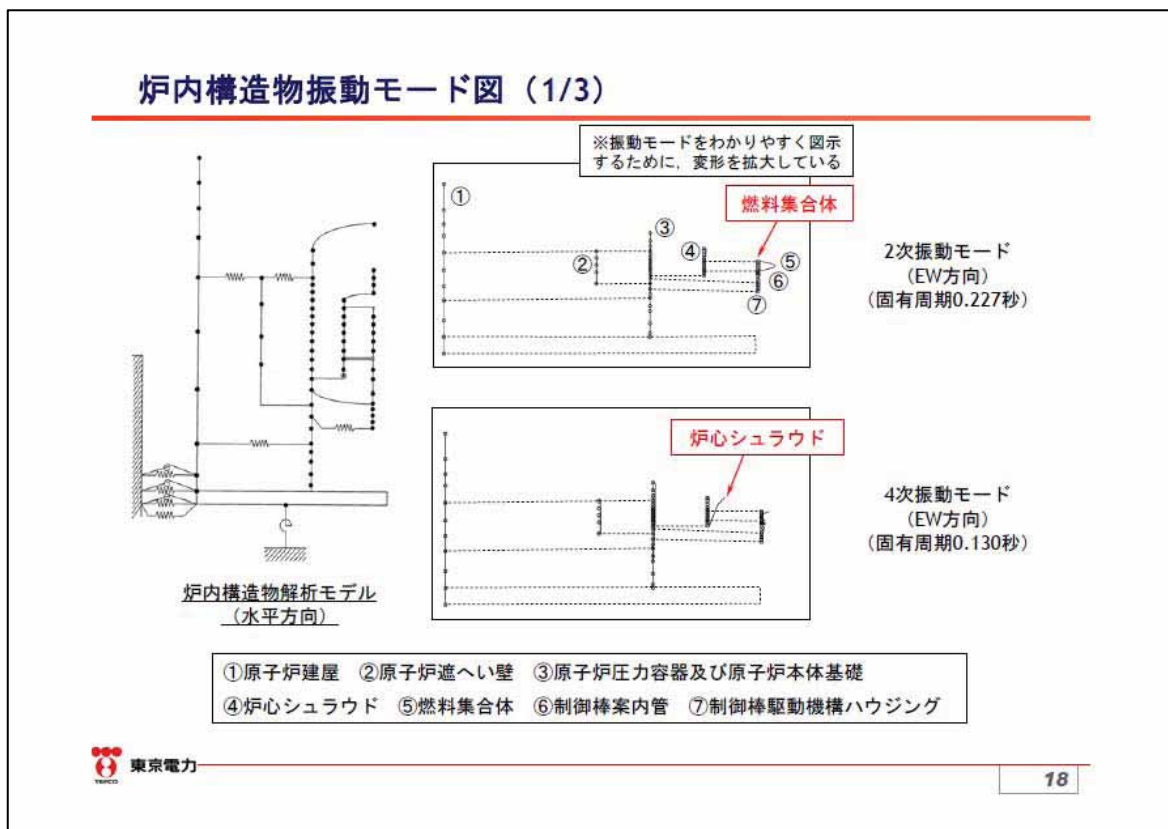 炉内構造物振動モード図（1/3）
※振動モードをわかりやすく図示
するために，変形を拡大している
①
燃料集合体
③
④
②
⑤
⑥
⑦
2次振動モード
(EW方向)
（固有周期0.227秒）
炉心シュラウド
4次振動モード
(EW方向)
（固有周期0.130秒）
炉内構造物解析モデル
（水平方向）
①原子炉建屋　②原子炉遮へい壁　③原子炉圧力容器及び原子炉本体基礎
④炉心シュラウド　⑤燃料集合体　⑥制御棒案内管　⑦制御棒駆動機構ハウジング
TEPCO
東京電力
18